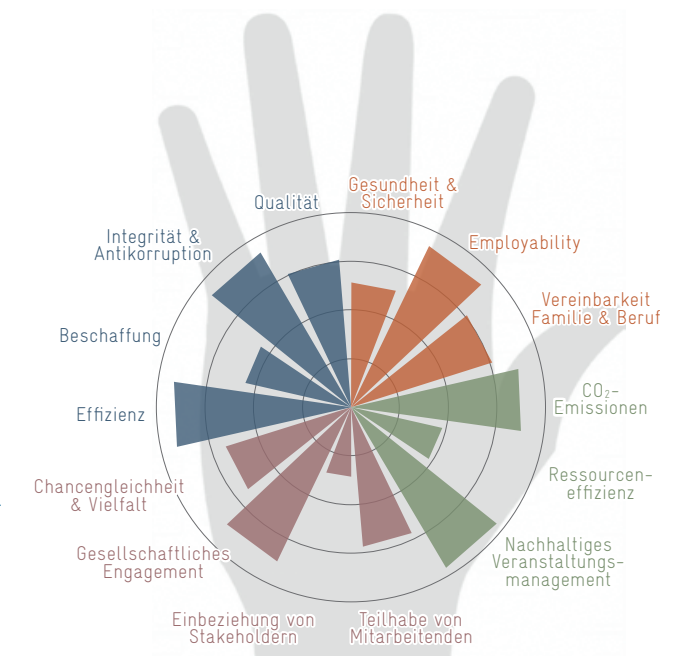 Gesundheit &
Sicherheit
Employability
Vereinbarkeit
Familie & Beruf
CO₂-
Emissionen
Ressourcen-
effizienz
Nachhaltiges
Veranstaltungs-
management
Teilhabe von
Mitarbeitenden
Einbeziehung von
Stakeholdern
Gesellschaftliches
Engagement
Chancengleichheit
& Vielfalt
Effizienz
Beschaffung
Integrität &
Antikorruption
Qualität